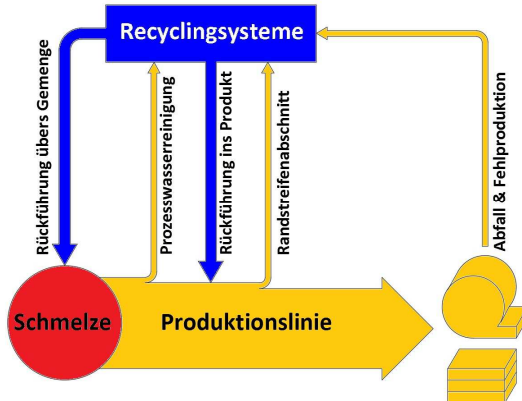 Recyclingsysteme
Rückführung übers Gemenge
Prozesswasserreinigung
Rückführung ins Produkt
Randstreifenabschnitt
Abfall & Fehlproduktion
Schmelze
Produktionslinie